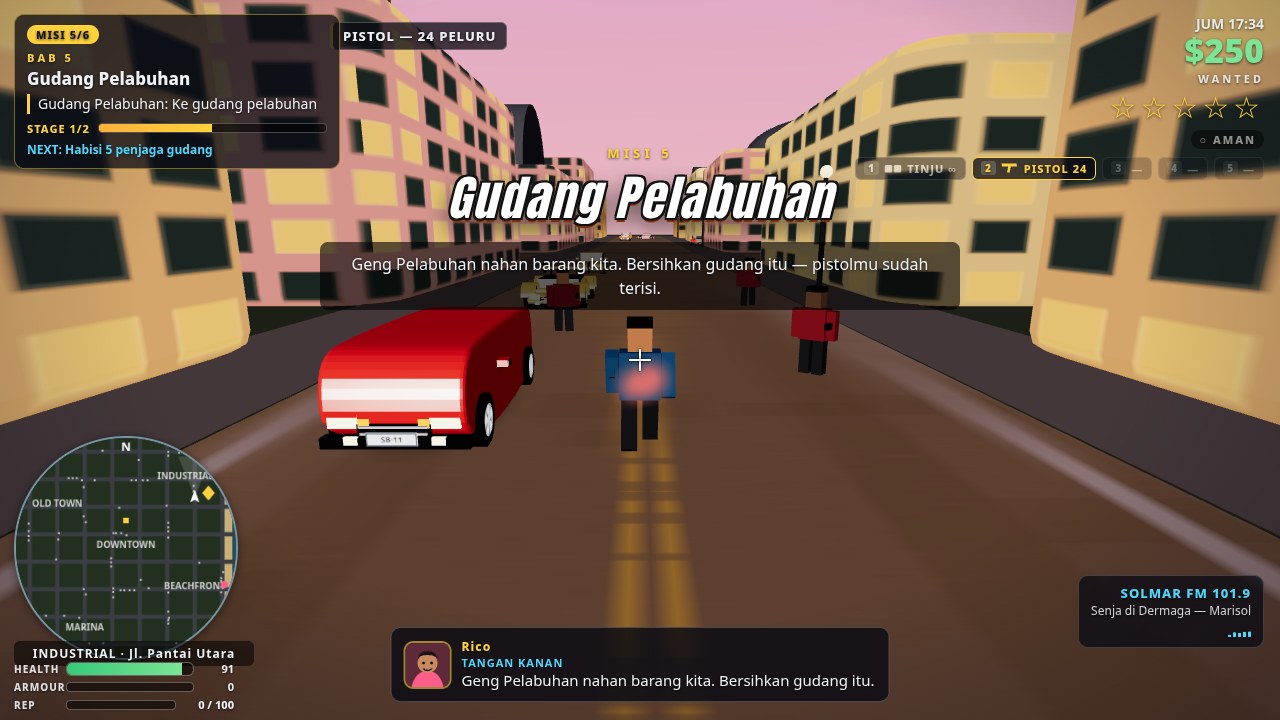 MISI 5/6
BAB 5
Gudang Pelabuhan
Gudang Pelabuhan: Ke gudang pelabuhan
STAGE 1/2
NEXT: Habisi 5 penjaga gudang
PISTOL — 24 PELURU
JUM 17:34
$250
WANTED
○ AMAN
1 TINJU ∞
2 PISTOL 24
3 —
4 —
5 —
MISI 5
Gudang Pelabuhan
Geng Pelabuhan nahan barang kita. Bersihkan gudang itu — pistolmu sudah
terisi.
SB 11
N
INDUSTRIA
OLD TOWN
DOWNTOWN
BEACHFRON
MARINA
INDUSTRIAL · Jl. Pantai Utara
HEALTH 91
ARMOUR 0
REP 0 / 100
Rico
TANGAN KANAN
Geng Pelabuhan nahan barang kita. Bersihkan gudang itu.
SOLMAR FM 101.9
Senja di Dermaga — Marisol